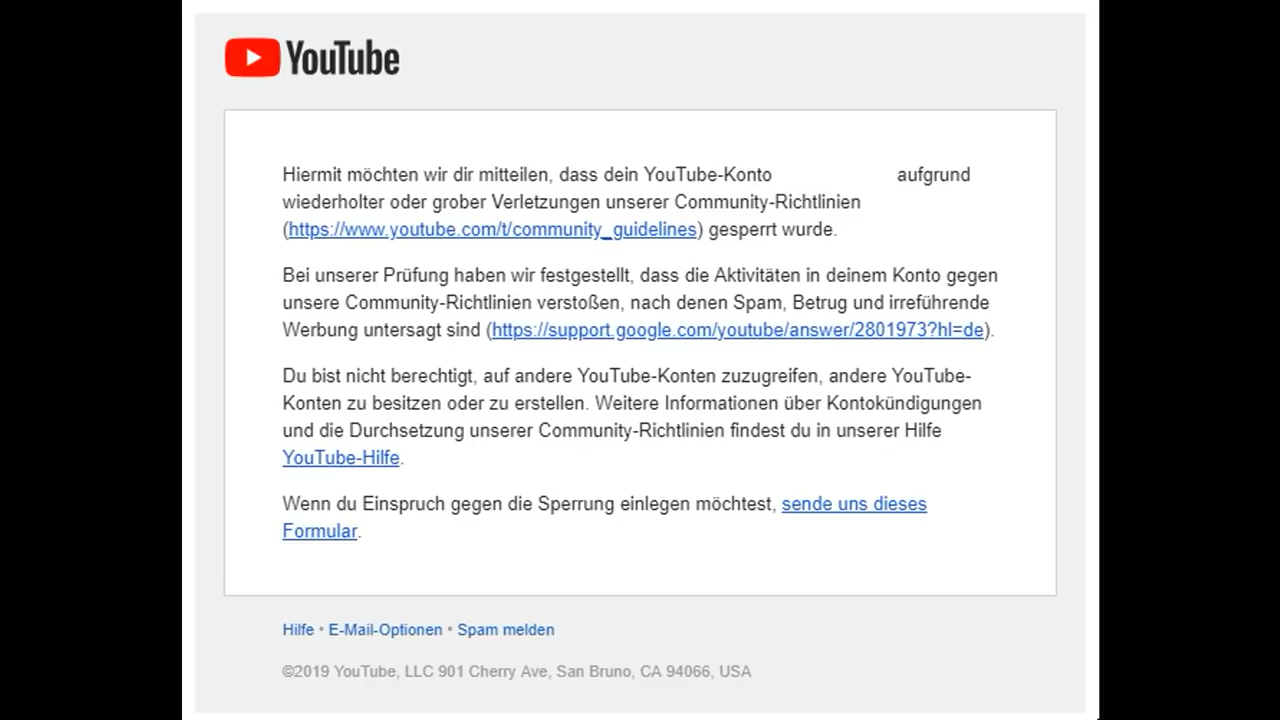 YouTube
Hiermit möchten wir dir mitteilen, dass dein YouTube-Konto aufgrund
wiederholter oder grober Verletzungen unserer Community-Richtlinien
(https://www.youtube.com/t/community_guidelines) gesperrt wurde.
Bei unserer Prüfung haben wir festgestellt, dass die Aktivitäten in deinem Konto gegen
unsere Community-Richtlinien verstoßen, nach denen Spam, Betrug und irreführende
Werbung untersagt sind (https://support.google.com/youtube/answer/2801973?hl=de).
Du bist nicht berechtigt, auf andere YouTube-Konten zuzugreifen, andere YouTube-
Konten zu besitzen oder zu erstellen. Weitere Informationen über Kontokündigungen
und die Durchsetzung unserer Community-Richtlinien findest du in unserer Hilfe
YouTube-Hilfe.
Wenn du Einspruch gegen die Sperrung einlegen möchtest, sende uns dieses
Formular.
Hilfe • E-Mail-Optionen • Spam melden
©2019 YouTube, LLC 901 Cherry Ave, San Bruno, CA 94066, USA